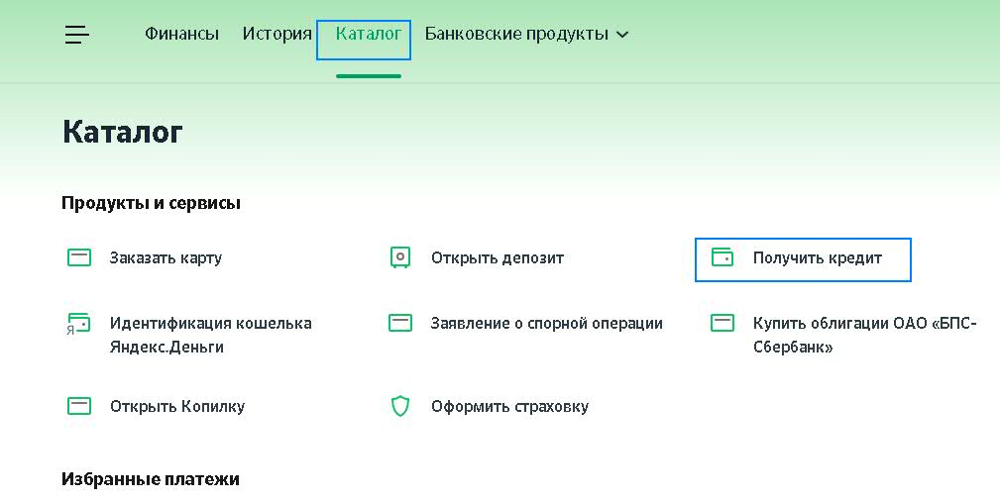 Финансы История Каталог Банковские продукты
Каталог
Продукты и сервисы
Заказать карту
Открыть депозит
Получить кредит
Идентификация кошелька
Яндекс.Деньги
Заявление о спорной операции
Купить облигации ОАО «БПС-
Сбербанк»
Открыть Копилку
Оформить страховку
Избранные платежи